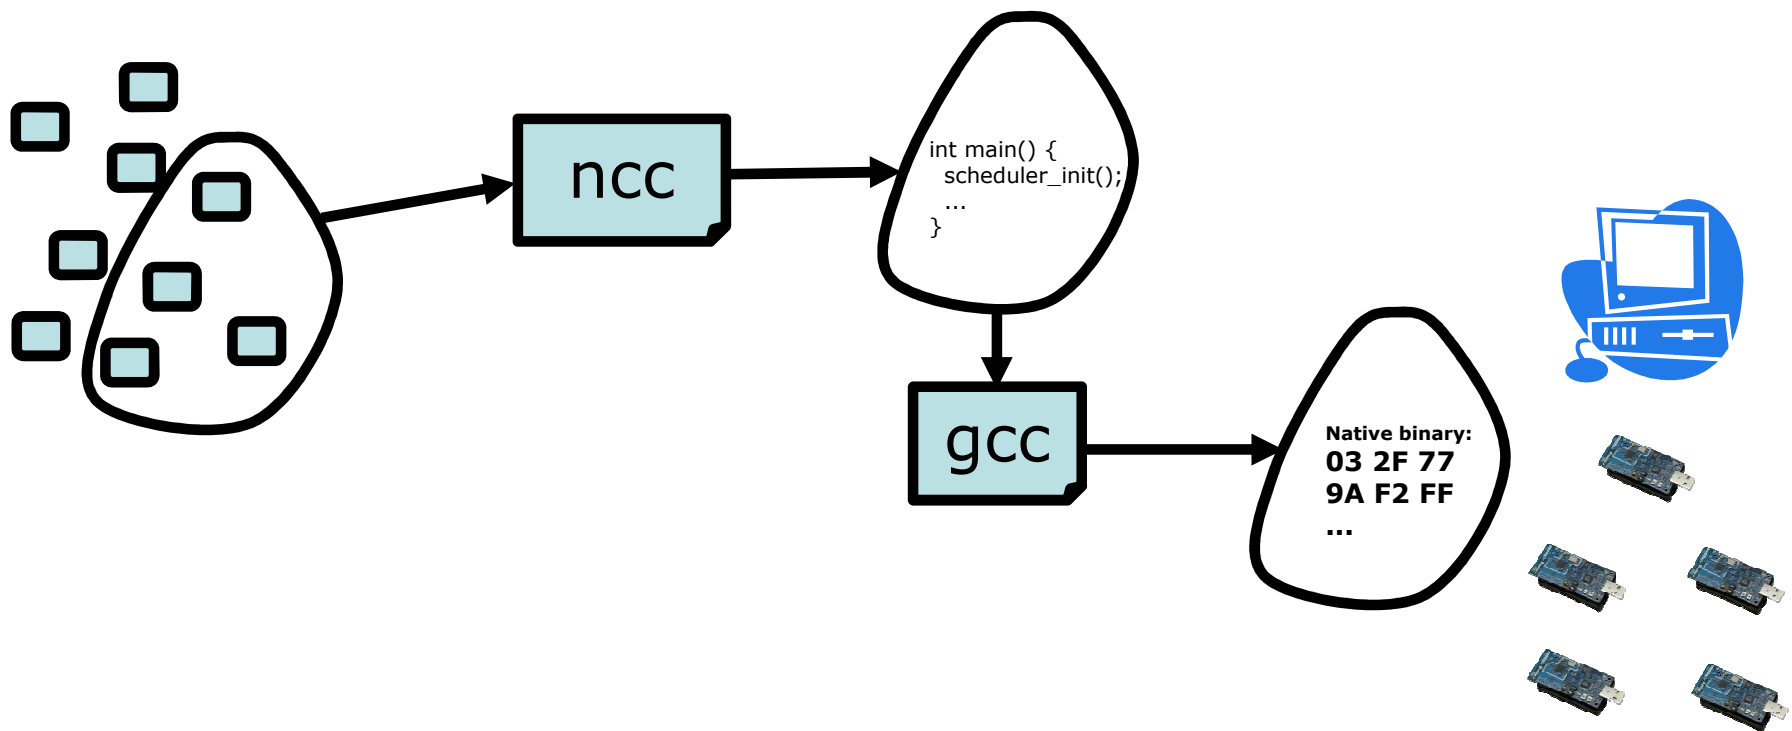 ncc
int main() {
scheduler_init();
...
}
gcc
Native binary:
03 2F 77
9A F2 FF
...